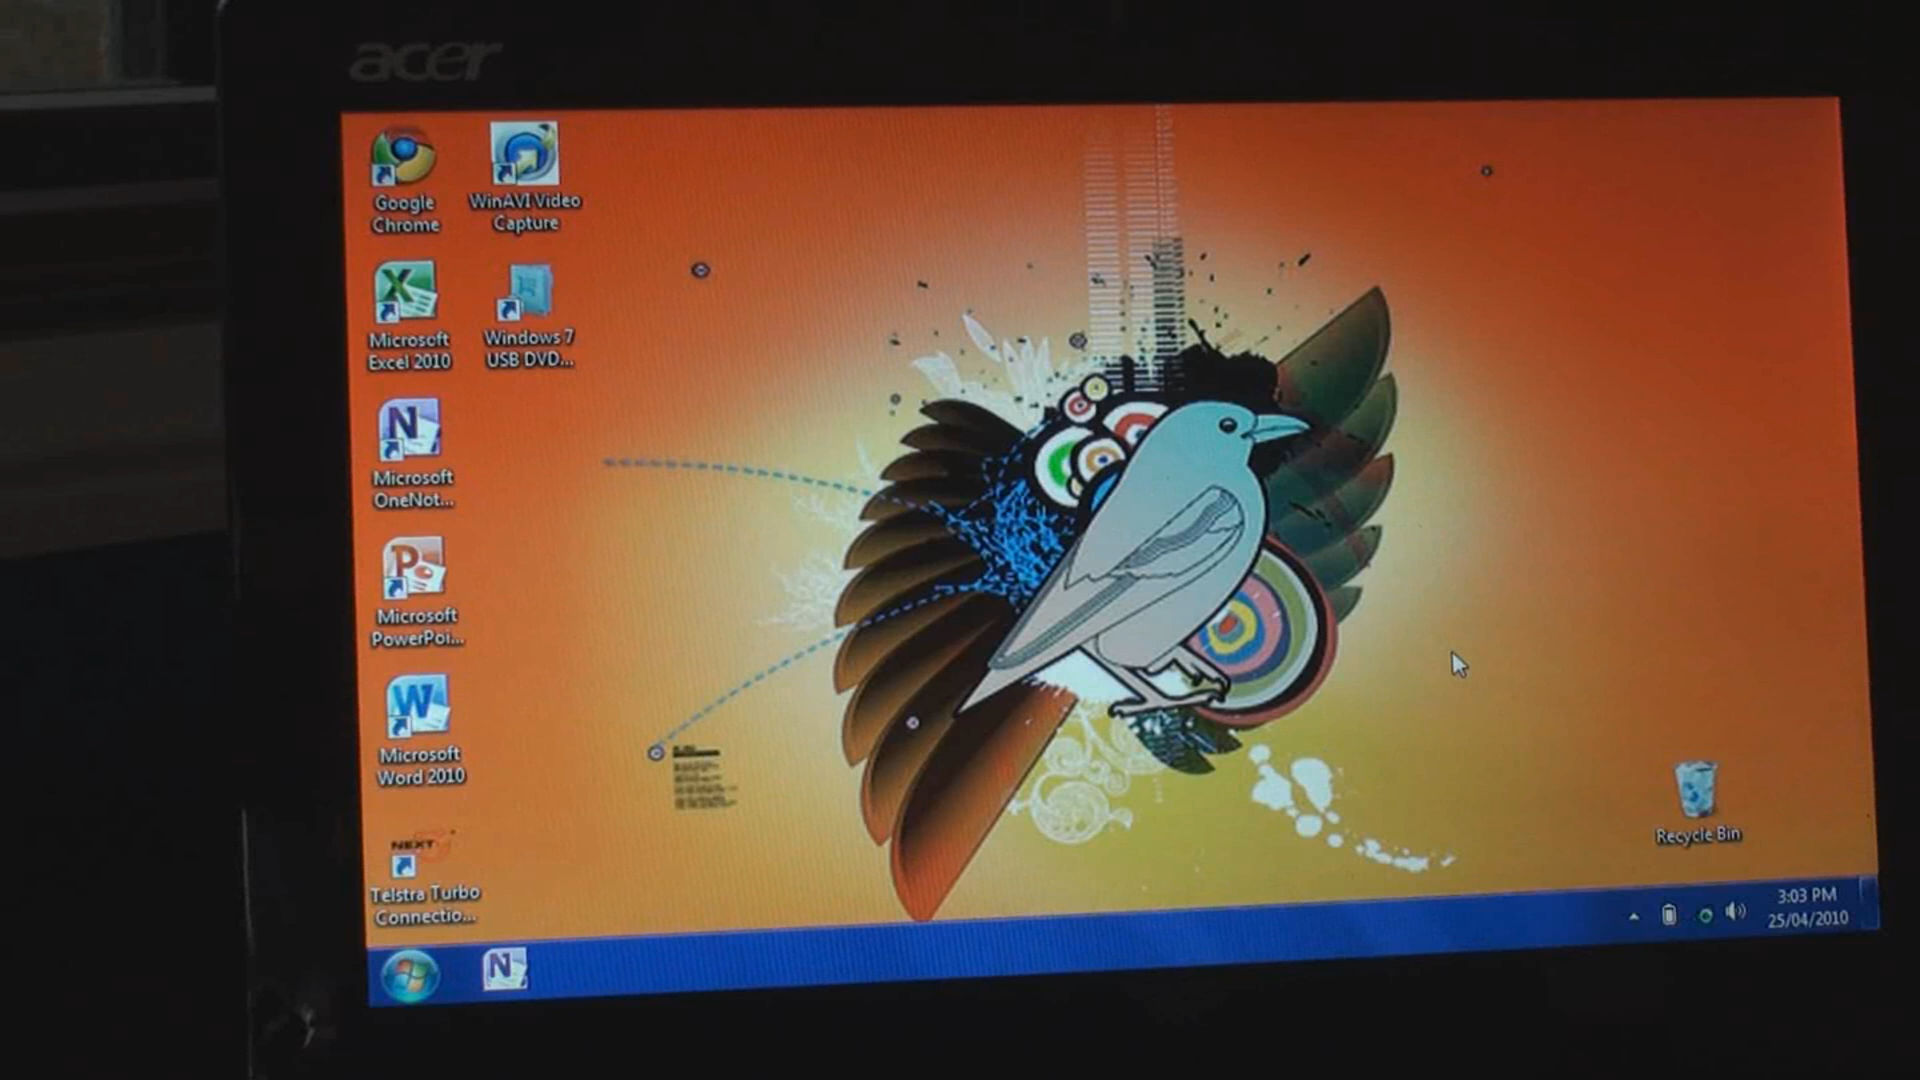 acer
Google
Chrome
WinAVI Video
Capture
Microsoft
Excel 2010
Windows 7
USB DVD...
Microsoft
OneNot...
Microsoft
PowerPoi...
Microsoft
Word 2010
NEXT G
Telstra Turbo
Connectio...
Recycle Bin
3:03 PM
25/04/2010